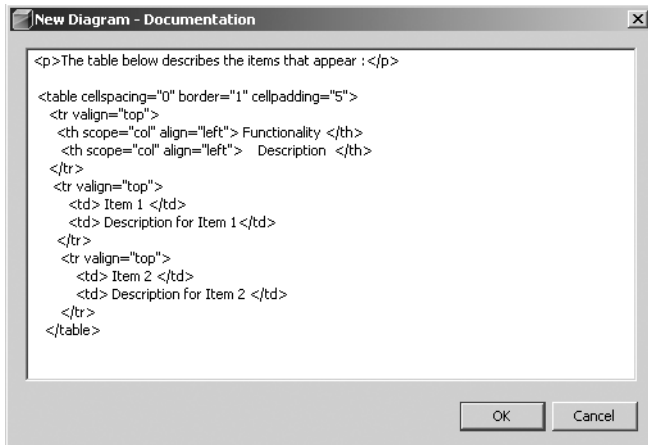 New Diagram - Documentation
<p>The table below describes the items that appear :</p>
<table cellspacing="0" border="1" cellpadding="5">
<tr valign="top">
<th scope="col" align="left"> Functionality </th>
<th scope="col" align="left">    Description  </th>
</tr>
<tr valign="top">
<td> Item 1 </td>
<td> Description for Item 1</td>
</tr>
<tr valign="top">
<td> Item 2 </td>
<td> Description for Item 2 </td>
</tr>
</table>
OK Cancel